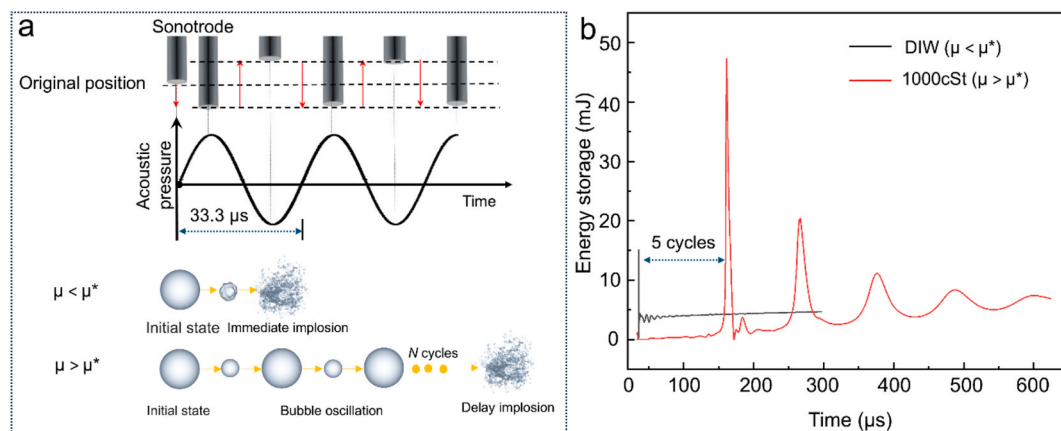 a
Sonotrode
Original position
Acoustic
pressure
Time
33.3 µs
μ < μ*
Initial state
Immediate implosion
μ > μ*
N cycles
Initial state
Bubble oscillation
Delay implosion
b
50
40
30
20
10
0
Energy storage (mJ)
DIW (μ < μ*)
1000cSt (μ > μ*)
5 cycles
0
100
200
300
400
500
600
Time (µs)